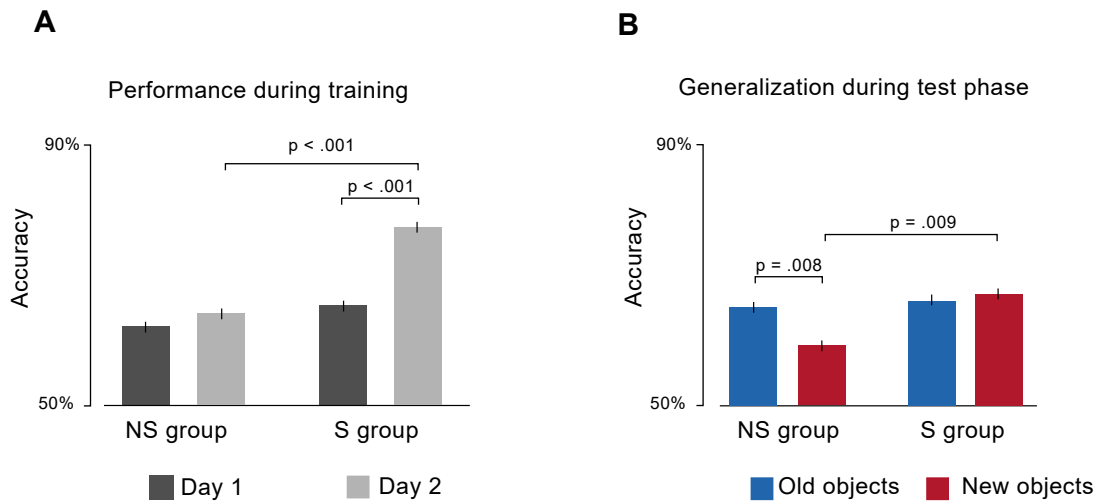 A
Performance during training
90%
p < .001
p < .001
Accuracy
50%
NS group
S group
Day 1
Day 2
B
Generalization during test phase
90%
p = .009
p = .008
Accuracy
50%
NS group
S group
Old objects
New objects